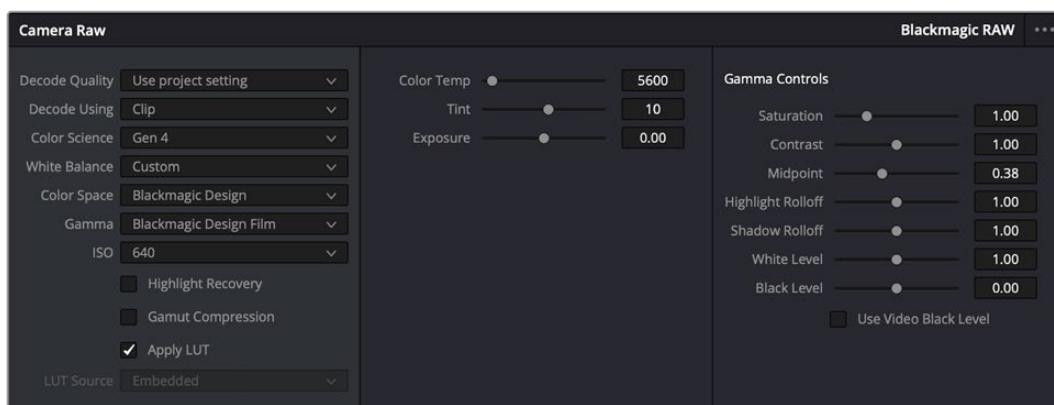 Camera Raw
Blackmagic RAW
Decode Quality Use project setting
Decode Using Clip
Color Science Gen 4
White Balance Custom
Color Space Blackmagic Design
Gamma Blackmagic Design Film
ISO 640
Highlight Recovery
Gamut Compression
Apply LUT
LUT Source Embedded
Color Temp 5600
Tint 10
Exposure 0.00
Gamma Controls
Saturation 1.00
Contrast 1.00
Midpoint 0.38
Highlight Rolloff 1.00
Shadow Rolloff 1.00
White Level 1.00
Black Level 0.00
Use Video Black Level